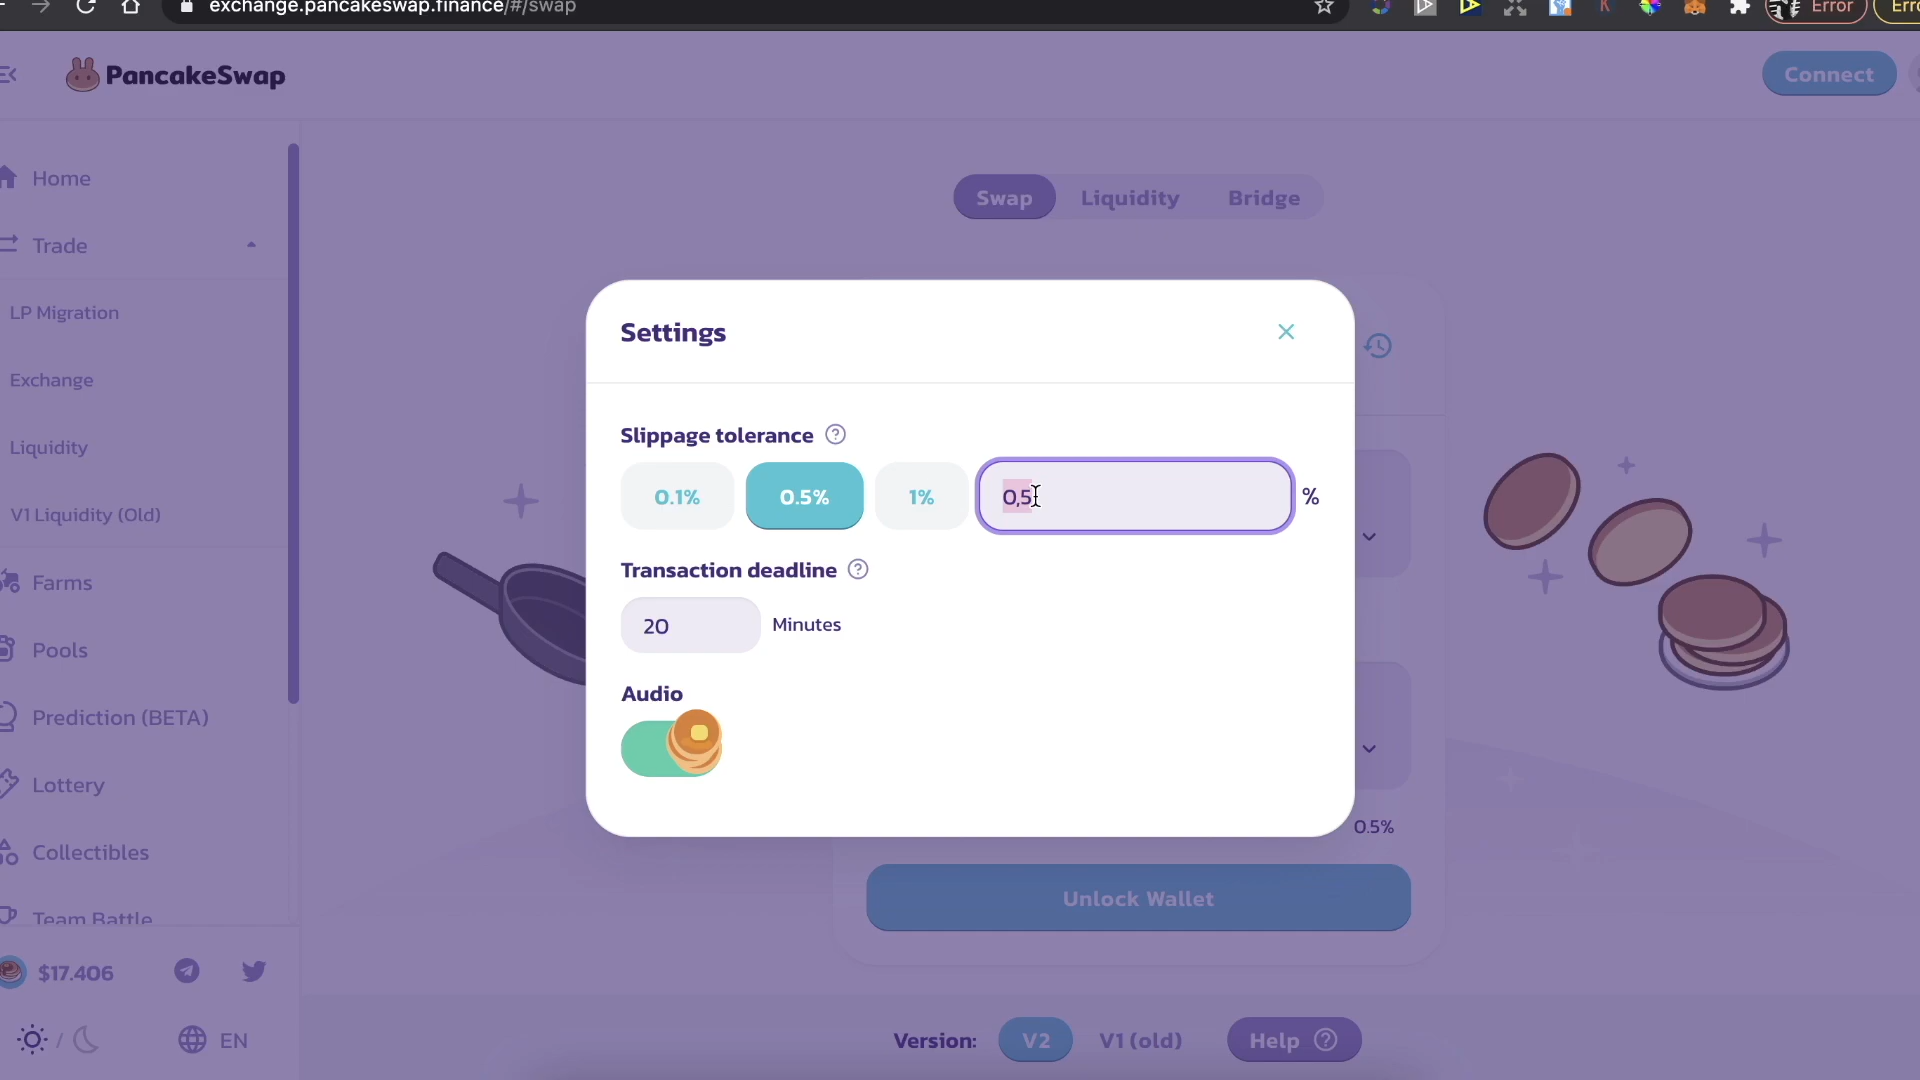 exchange.pancakeswap.finance/#/swap
Error
Erro
PancakeSwap
Connect
Home
Trade
LP Migration
Exchange
Liquidity
V1 Liquidity (Old)
Farms
Pools
Prediction (BETA)
Lottery
Collectibles
Team Battle
$17.406
EN
Swap
Liquidity
Bridge
Settings
Slippage tolerance
0.1%
0.5%
1%
0,5
%
Transaction deadline
20
Minutes
Audio
0.5%
Unlock Wallet
Version:
V2
V1 (old)
Help